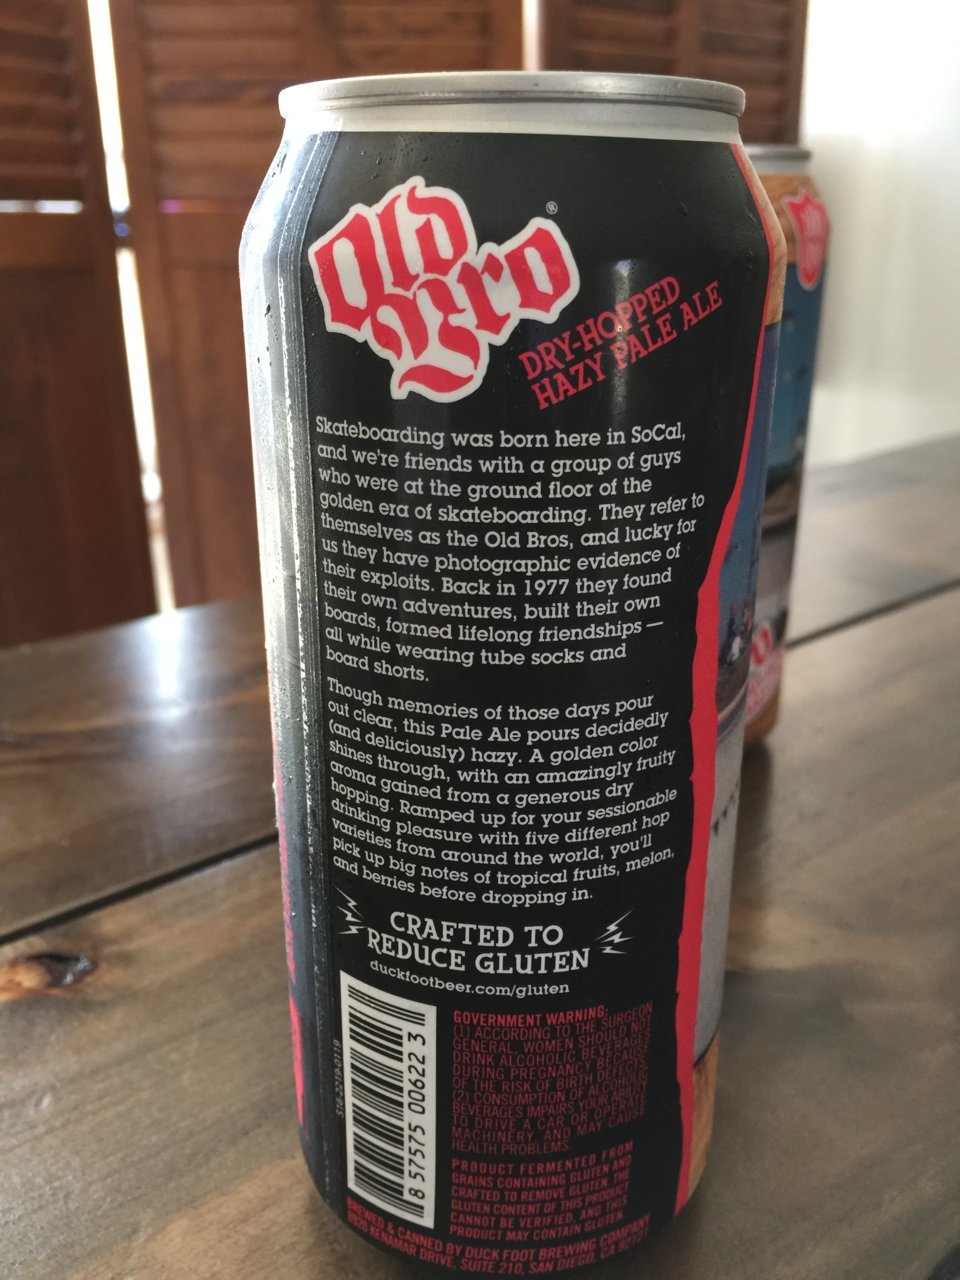 Old
Bro
®
DRY-HOPPED
HAZY PALE ALE
Skateboarding was born here in SoCal,
and we're friends with a group of guys
who were at the ground floor of the
golden era of skateboarding. They refer to
themselves as the Old Bros, and lucky for
us they have photographic evidence of
their exploits. Back in 1977 they found
their own adventures, built their own
boards, formed lifelong friendships —
all while wearing tube socks and
board shorts.
Though memories of those days pour
out clear, this Pale Ale pours decidedly
(and deliciously) hazy. A golden color
shines through, with an amazingly fruity
aroma gained from a generous dry
hopping. Ramped up for your sessionable
drinking pleasure with five different hop
varieties from around the world, you'll
pick up big notes of tropical fruits, melon,
and berries before dropping in.
CRAFTED TO
REDUCE GLUTEN
duckfootbeer.com/gluten
GOVERNMENT WARNING:
(1) ACCORDING TO THE SURGEON
GENERAL, WOMEN SHOULD NOT
DRINK ALCOHOLIC BEVERAGES
DURING PREGNANCY BECAUSE
OF THE RISK OF BIRTH DEFECTS.
(2) CONSUMPTION OF ALCOHOLIC
BEVERAGES IMPAIRS YOUR ABILITY
TO DRIVE A CAR OR OPERATE
MACHINERY, AND MAY CAUSE
HEALTH PROBLEMS.
PRODUCT FERMENTED FROM
GRAINS CONTAINING GLUTEN AND
CRAFTED TO REMOVE GLUTEN. THE
GLUTEN CONTENT OF THIS PRODUCT
CANNOT BE VERIFIED, AND THIS
PRODUCT MAY CONTAIN GLUTEN.
8 57575 00622 3
BREWED & CANNED BY DUCK FOOT BREWING COMPANY
8920 KENAMAR DRIVE, SUITE 210, SAN DIEGO, CA 92121